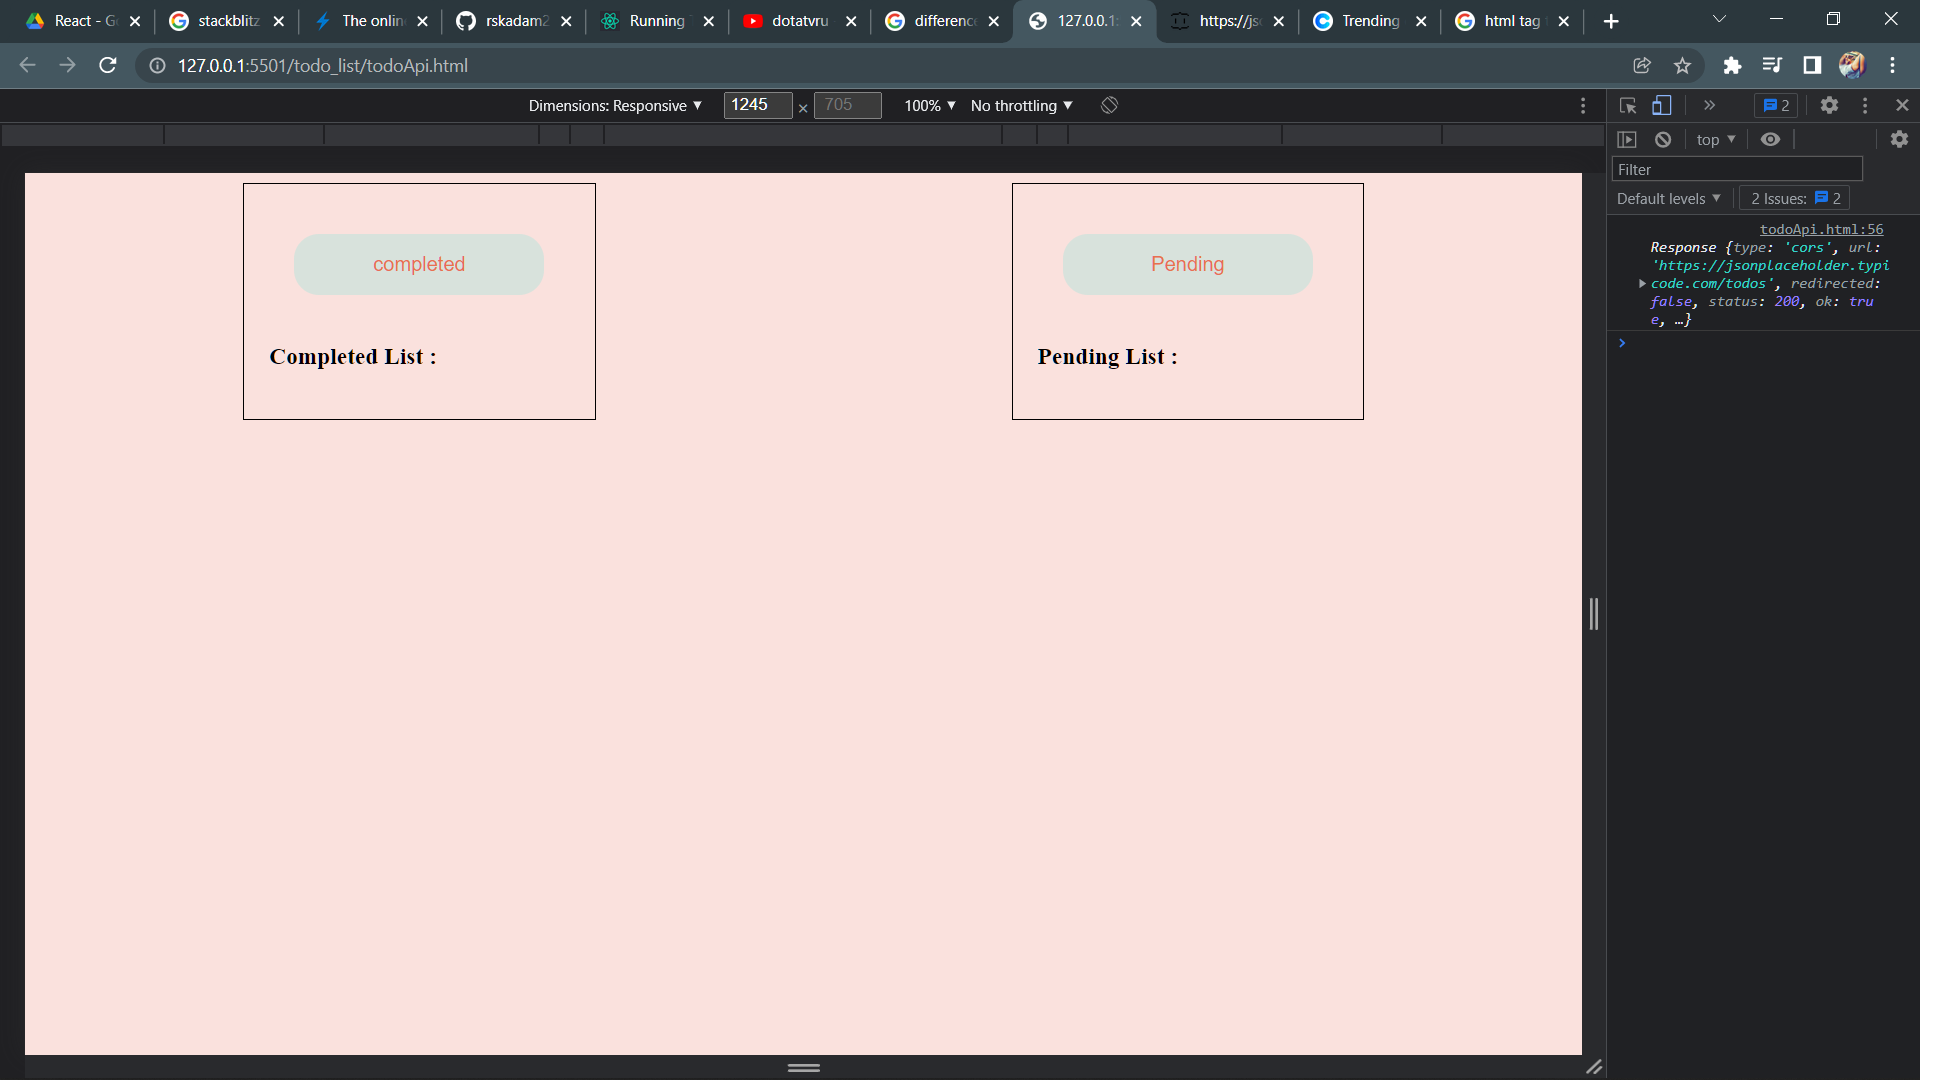 React - G
stackblitz
The onlin
rskadam2
Running
dotatvru
differenc
127.0.0.1:
https://js
Trending
html tag
127.0.0.1:5501/todo_list/todoApi.html
Dimensions: Responsive ▼ 1245 × 705 100% ▼ No throttling ▼
2
top ▼
Filter
Default levels ▼ 2 Issues: 2
todoApi.html:56
Response {type: 'cors', url:
'https://jsonplaceholder.typi
code.com/todos', redirected:
false, status: 200, ok: tru
e, …}
completed
Completed List :
Pending
Pending List :